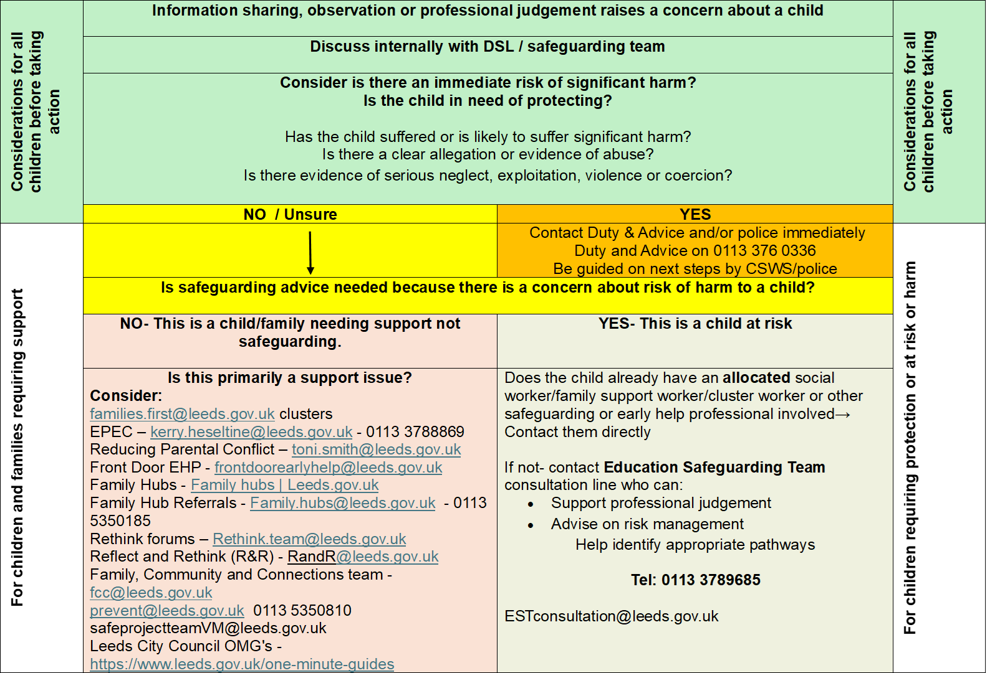 Considerations for all
children before taking
action
Information sharing, observation or professional judgement raises a concern about a child
Discuss internally with DSL / safeguarding team
Consider is there an immediate risk of significant harm?
Is the child in need of protecting?
Has the child suffered or is likely to suffer significant harm?
Is there a clear allegation or evidence of abuse?
Is there evidence of serious neglect, exploitation, violence or coercion?
Considerations for all
children before taking
action
NO / Unsure
YES
Contact Duty & Advice and/or police immediately
Duty and Advice on 0113 376 0336
Be guided on next steps by CSWS/police
For children and families requiring support
Is safeguarding advice needed because there is a concern about risk of harm to a child?
NO- This is a child/family needing support not
safeguarding.
YES- This is a child at risk
Is this primarily a support issue?
Consider:
families.first@leeds.gov.uk clusters
EPEC – kerry.heseltine@leeds.gov.uk - 0113 3788869
Reducing Parental Conflict – toni.smith@leeds.gov.uk
Front Door EHP - frontdoorearlyhelp@leeds.gov.uk
Family Hubs - Family hubs | Leeds.gov.uk
Family Hub Referrals - Family.hubs@leeds.gov.uk - 0113
5350185
Rethink forums – Rethink.team@leeds.gov.uk
Reflect and Rethink (R&R) - RandR@leeds.gov.uk
Family, Community and Connections team -
fcc@leeds.gov.uk
prevent@leeds.gov.uk 0113 5350810
safeprojectteamVM@leeds.gov.uk
Leeds City Council OMG's -
https://www.leeds.gov.uk/one-minute-guides
Does the child already have an allocated social
worker/family support worker/cluster worker or other
safeguarding or early help professional involved→
Contact them directly
If not- contact Education Safeguarding Team
consultation line who can:
• Support professional judgement
• Advise on risk management
Help identify appropriate pathways
Tel: 0113 3789685
ESTconsultation@leeds.gov.uk
For children requiring protection or at risk or harm